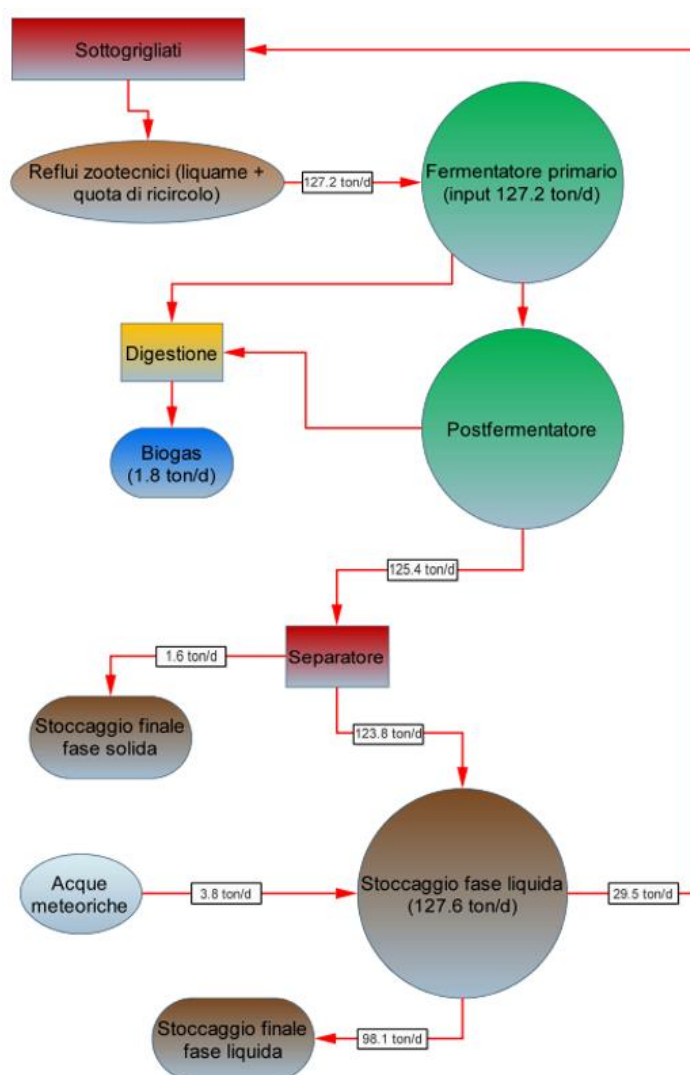 Sottogrigliati
Reflui zootecnici (liquame +
quota di ricircolo)
127.2 ton/d
Fermentatore primario
(input 127.2 ton/d)
Digestione
Biogas
(1.8 ton/d)
Postfermentatore
125.4 ton/d
Separatore
1.6 ton/d
Stoccaggio finale
fase solida
123.8 ton/d
Acque
meteoriche
3.8 ton/d
Stoccaggio fase liquida
(127.6 ton/d)
29.5 ton/d
Stoccaggio finale
fase liquida
98.1 ton/d